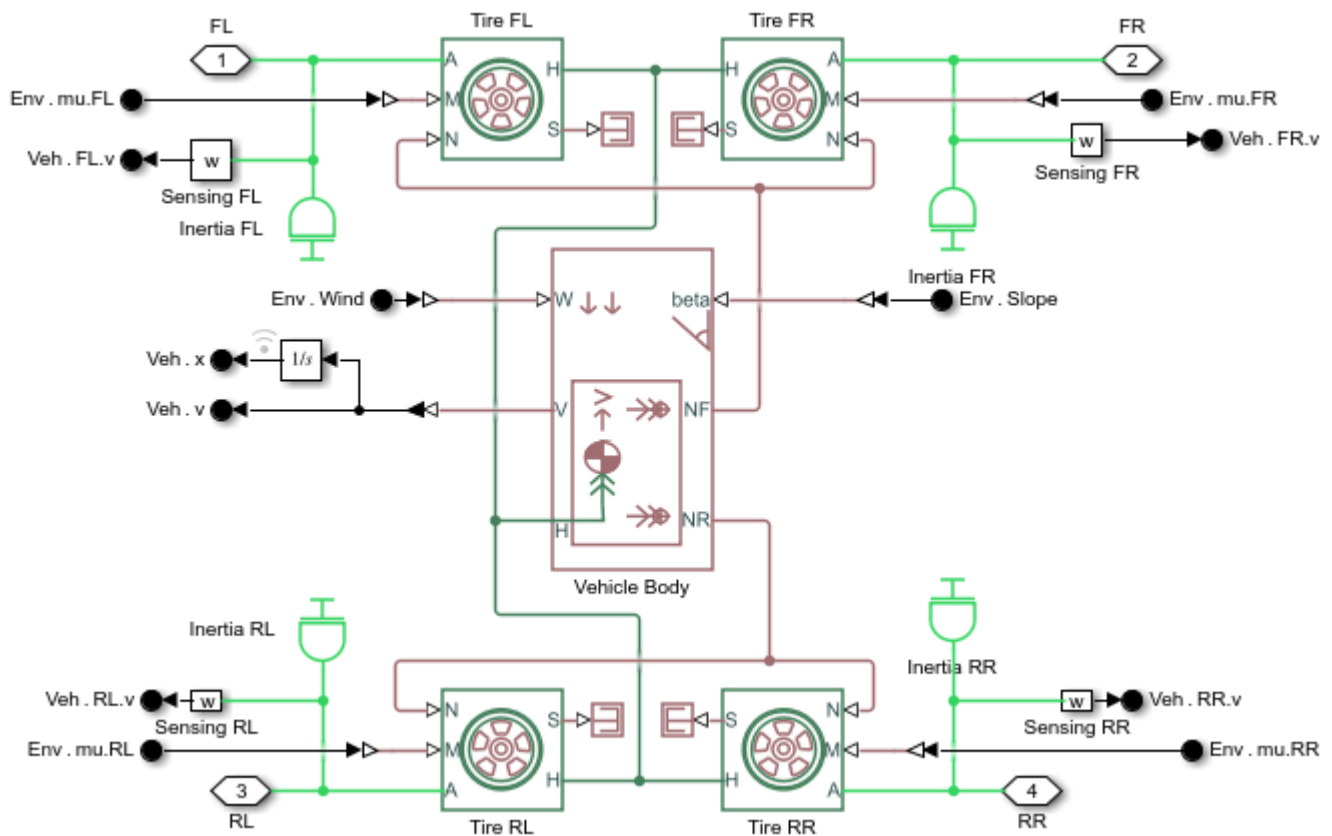 FL
Tire FL
Tire FR
FR
1
A
H
H
A
2
Env . mu.FL
M
M
Env . mu.FR
N
S
S
N
Veh . FL.v
w
w
Veh . FR.v
Sensing FL
Sensing FR
Inertia FL
Inertia FR
Env . Wind
W
beta
Env . Slope
Veh . x
1/s
V
Veh . v
V
NF
H
NR
Vehicle Body
Inertia RL
Inertia RR
Veh . RL.v
w
N
S
S
N
w
Veh . RR.v
Sensing RL
Sensing RR
Env . mu.RL
M
M
Env . mu.RR
3
A
H
H
A
4
RL
Tire RL
Tire RR
RR